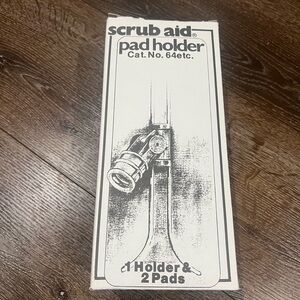 scrub aid®
pad holder
Cat. No. 64etc.
1 Holder &
2 Pads